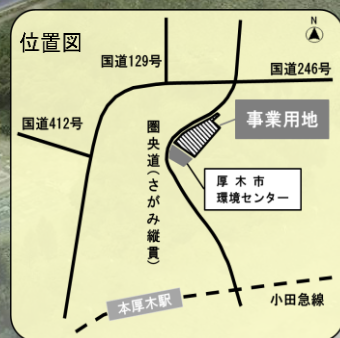 位置図
N
国道129号
国道246号
国道412号
事業用地
圏央道(さがみ縦貫)
厚木市
環境センター
本厚木駅
小田急線